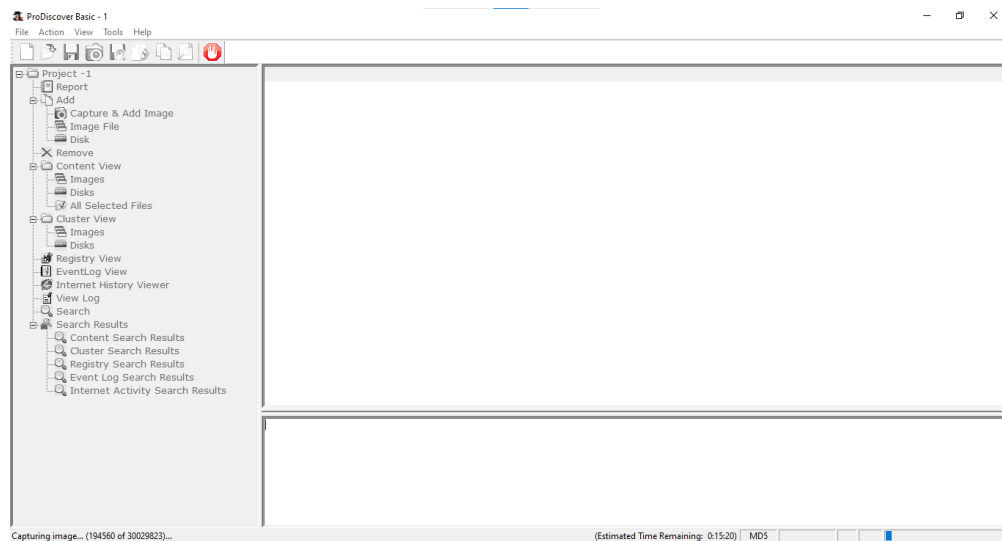 ProDiscover Basic - 1
File Action View Tools Help
Project -1
Report
Add
Capture & Add Image
Image File
Disk
Remove
Content View
Images
Disks
All Selected Files
Cluster View
Images
Disks
Registry View
EventLog View
Internet History Viewer
View Log
Search
Search Results
Content Search Results
Cluster Search Results
Registry Search Results
Event Log Search Results
Internet Activity Search Results
Capturing image... (194560 of 30029823)... (Estimated Time Remaining: 0:15:20) MD5